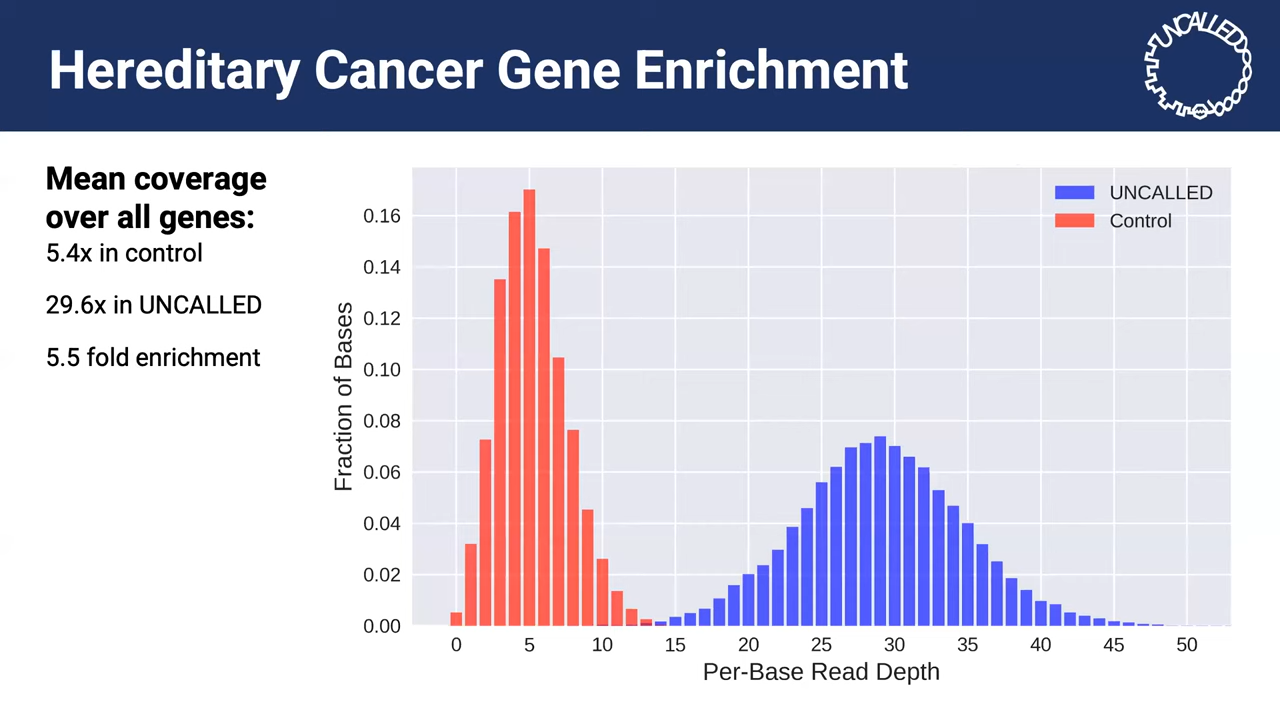 Hereditary Cancer Gene Enrichment
UNCALLED
Mean coverage
over all genes:
5.4x in control
29.6x in UNCALLED
5.5 fold enrichment
UNCALLED
Control
Fraction of Bases
0.16
0.14
0.12
0.10
0.08
0.06
0.04
0.02
0.00
0 5 10 15 20 25 30 35 40 45 50
Per-Base Read Depth